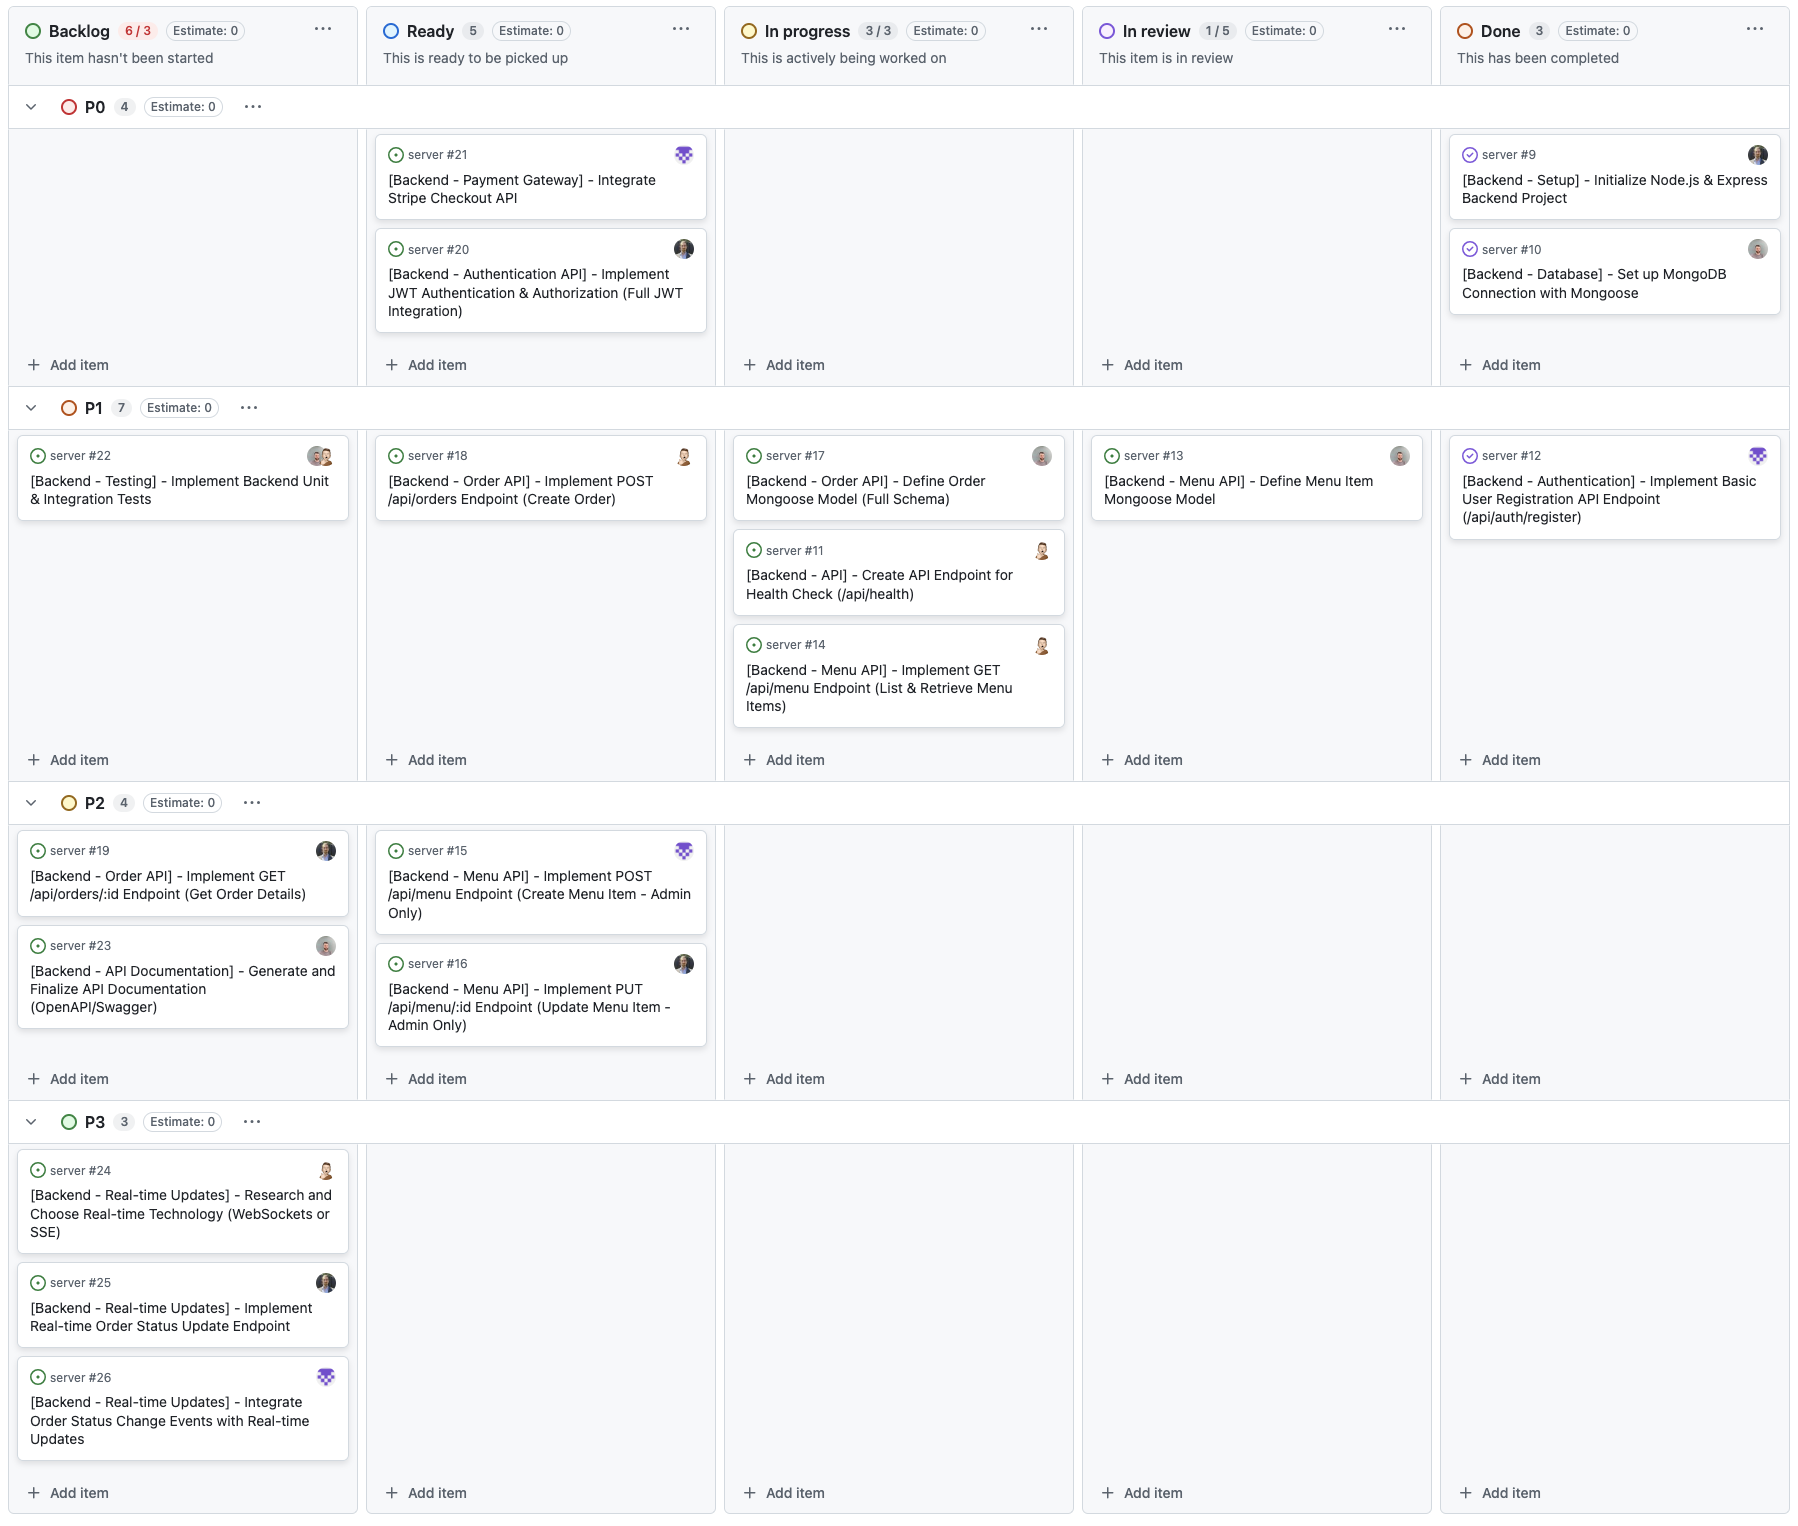 Backlog 6 / 3 Estimate: 0
This item hasn't been started
Ready 5 Estimate: 0
This is ready to be picked up
In progress 3 / 3 Estimate: 0
This is actively being worked on
In review 1 / 5 Estimate: 0
This item is in review
Done 3 Estimate: 0
This has been completed
P0 4 Estimate: 0
server #21
[Backend - Payment Gateway] - Integrate
Stripe Checkout API
server #20
[Backend - Authentication API] - Implement
JWT Authentication & Authorization (Full JWT
Integration)
server #9
[Backend - Setup] - Initialize Node.js & Express
Backend Project
server #10
[Backend - Database] - Set up MongoDB
Connection with Mongoose
Add item
Add item
Add item
Add item
Add item
P1 7 Estimate: 0
server #22
[Backend - Testing] - Implement Backend Unit
& Integration Tests
server #18
[Backend - Order API] - Implement POST
/api/orders Endpoint (Create Order)
server #17
[Backend - Order API] - Define Order
Mongoose Model (Full Schema)
server #11
[Backend - API] - Create API Endpoint for
Health Check (/api/health)
server #14
[Backend - Menu API] - Implement GET
/api/menu Endpoint (List & Retrieve Menu
Items)
server #13
[Backend - Menu API] - Define Menu Item
Mongoose Model
server #12
[Backend - Authentication] - Implement Basic
User Registration API Endpoint
(/api/auth/register)
Add item
Add item
Add item
Add item
Add item
P2 4 Estimate: 0
server #19
[Backend - Order API] - Implement GET
/api/orders/:id Endpoint (Get Order Details)
server #23
[Backend - API Documentation] - Generate and
Finalize API Documentation
(OpenAPI/Swagger)
server #15
[Backend - Menu API] - Implement POST
/api/menu Endpoint (Create Menu Item - Admin
Only)
server #16
[Backend - Menu API] - Implement PUT
/api/menu/:id Endpoint (Update Menu Item -
Admin Only)
Add item
Add item
Add item
Add item
Add item
P3 3 Estimate: 0
server #24
[Backend - Real-time Updates] - Research and
Choose Real-time Technology (WebSockets or
SSE)
server #25
[Backend - Real-time Updates] - Implement
Real-time Order Status Update Endpoint
server #26
[Backend - Real-time Updates] - Integrate
Order Status Change Events with Real-time
Updates
Add item
Add item
Add item
Add item
Add item